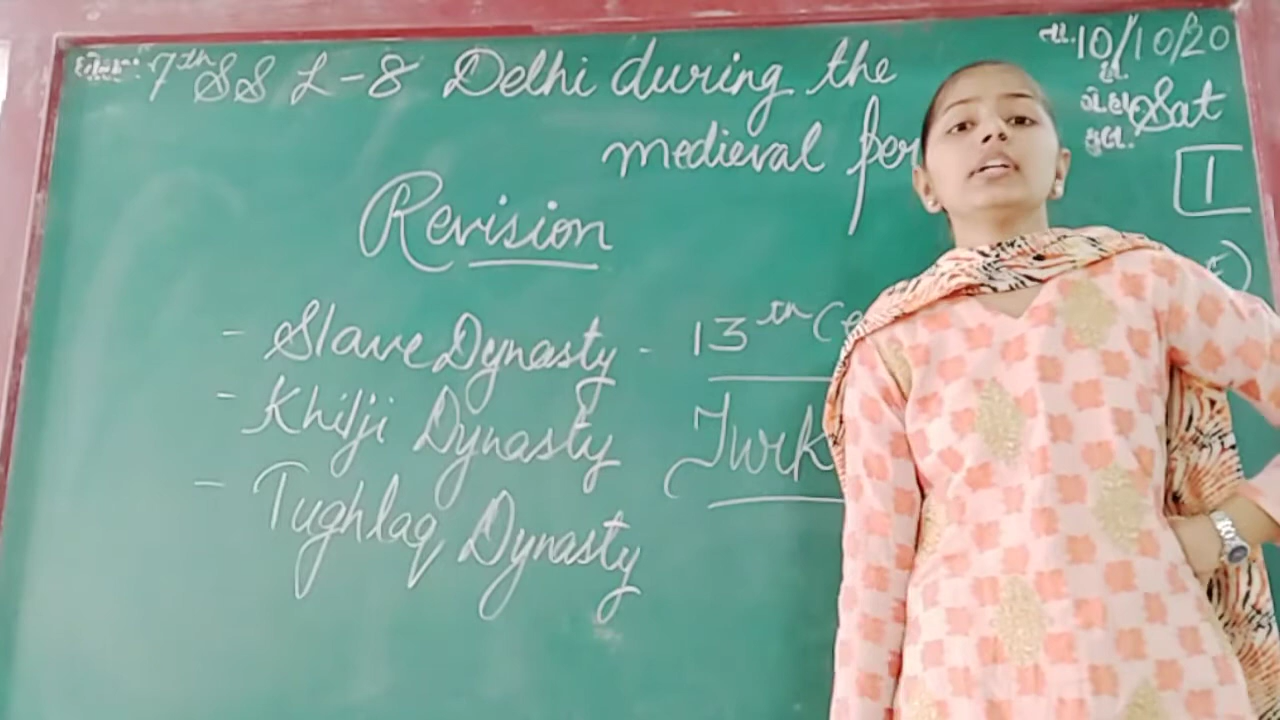 7th SS L-8 Delhi during the
medieval
Revision
- Slave Dynasty - 13th
- Khilji Dynasty
- Tughlaq Dynasty
તા. 10/10/20
Sat
1